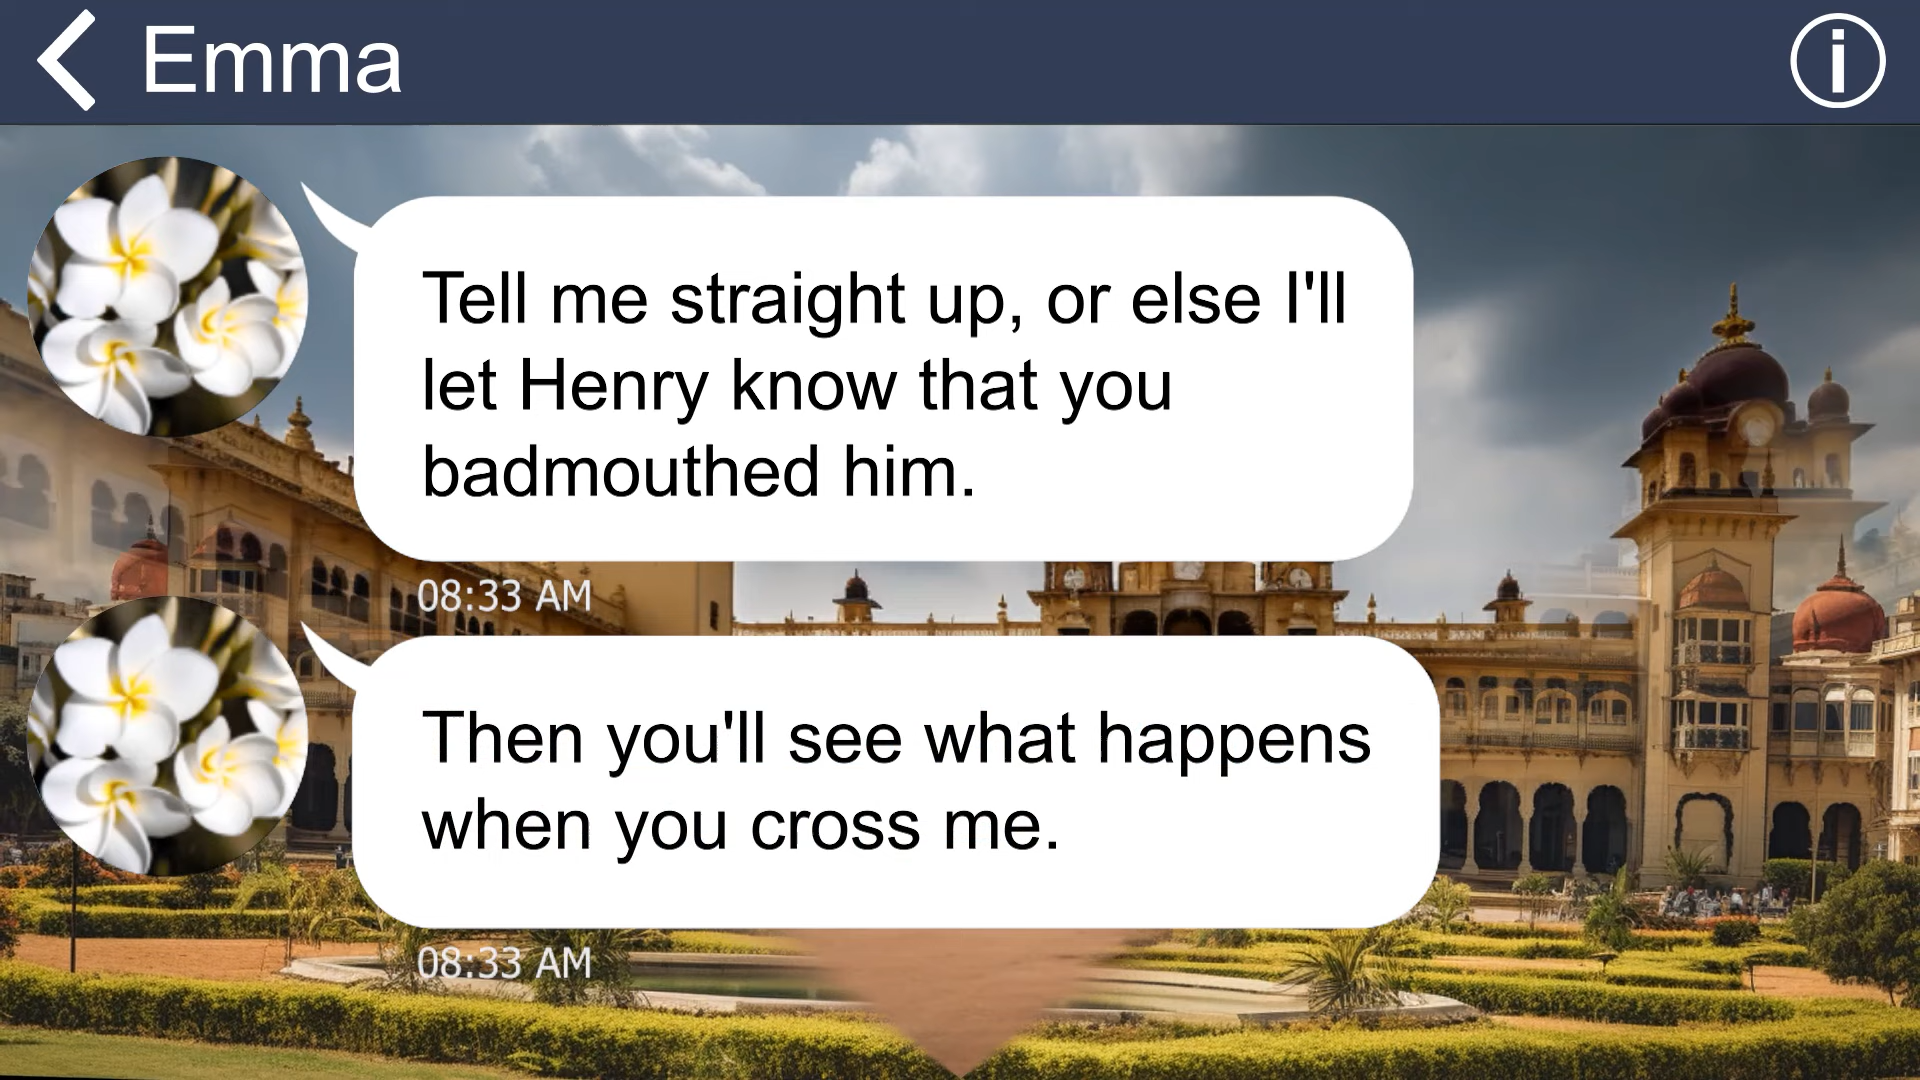 Emma
Tell me straight up, or else I'll
let Henry know that you
badmouthed him.
08:33 AM
Then you'll see what happens
when you cross me.
08:33 AM